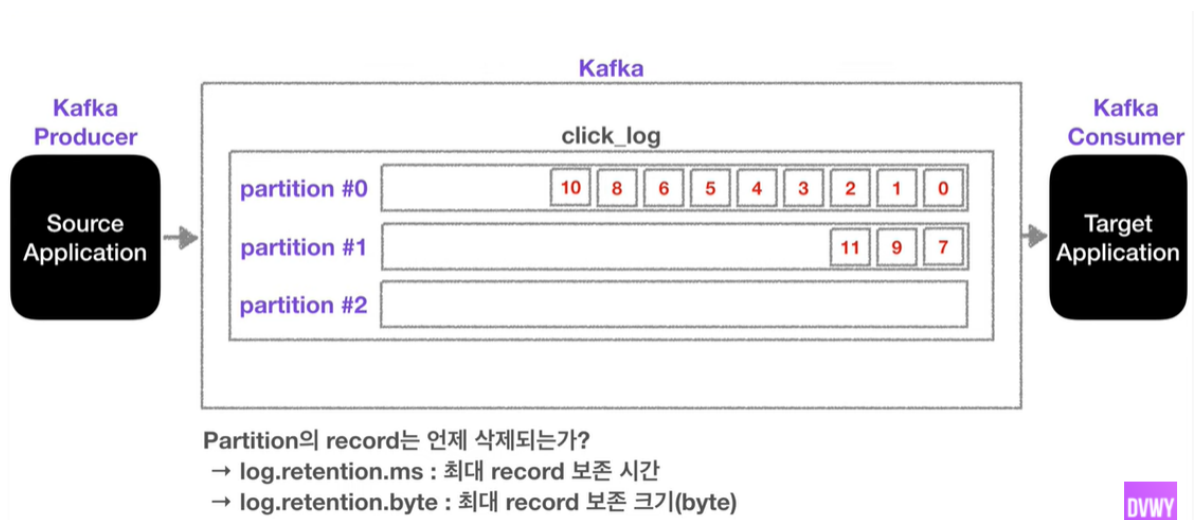 Kafka
Kafka
Producer
Kafka
Consumer
click_log
Source
Application
partition #0
10 8 6 5 4 3 2 1 0
partition #1
11 9 7
partition #2
Target
Application
Partition의 record는 언제 삭제되는가?
→ log.retention.ms : 최대 record 보존 시간
→ log.retention.byte : 최대 record 보존 크기(byte)
DVWY